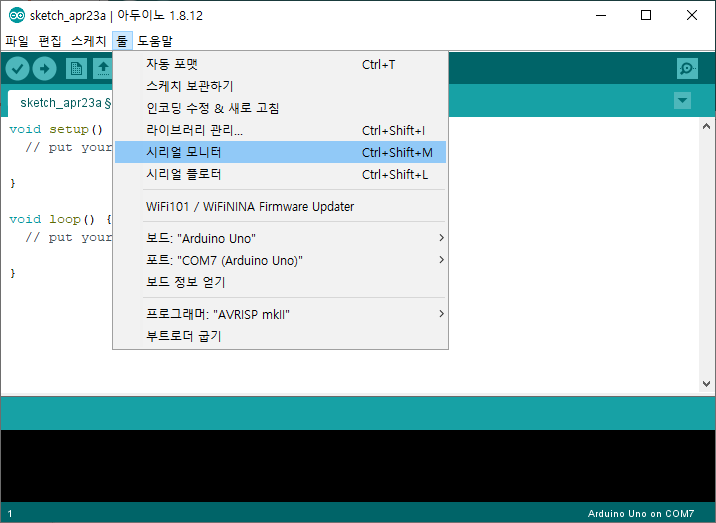 sketch_apr23a | 아두이노 1.8.12
파일 편집 스케치 툴 도움말
sketch_apr23a §
자동 포맷 Ctrl+T
스케치 보관하기
인코딩 수정 & 새로 고침
라이브러리 관리... Ctrl+Shift+I
시리얼 모니터 Ctrl+Shift+M
시리얼 플로터 Ctrl+Shift+L
WiFi101 / WiFiNINA Firmware Updater
보드: "Arduino Uno"
포트: "COM7 (Arduino Uno)"
보드 정보 얻기
프로그래머: "AVRISP mkII"
부트로더 굽기
void setup()
// put your
}
void loop() {
// put your
}
1 Arduino Uno on COM7